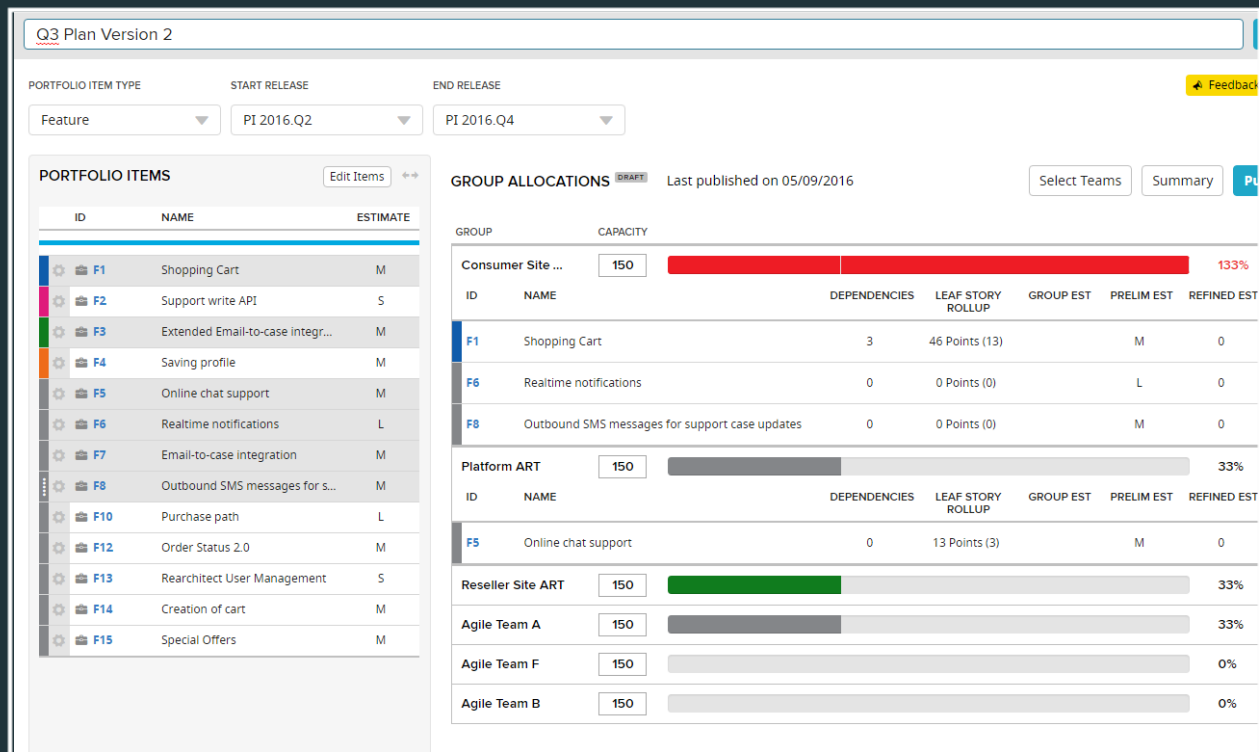 Q3 Plan Version 2
PORTFOLIO ITEM TYPE START RELEASE END RELEASE
Feedback
Feature PI 2016.Q2 PI 2016.Q4
PORTFOLIO ITEMS Edit Items
ID NAME ESTIMATE
F1 Shopping Cart M
F2 Support write API S
F3 Extended Email-to-case integr... M
F4 Saving profile M
F5 Online chat support M
F6 Realtime notifications L
F7 Email-to-case integration M
F8 Outbound SMS messages for s... M
F10 Purchase path L
F12 Order Status 2.0 M
F13 Rearchitect User Management S
F14 Creation of cart M
F15 Special Offers M
GROUP ALLOCATIONS DRAFT Last published on 05/09/2016 Select Teams Summary Pu
GROUP CAPACITY
Consumer Site ... 150 133%
ID NAME DEPENDENCIES LEAF STORY ROLLUP GROUP EST PRELIM EST REFINED EST
F1 Shopping Cart 3 46 Points (13) M 0
F6 Realtime notifications 0 0 Points (0) L 0
F8 Outbound SMS messages for support case updates 0 0 Points (0) M 0
Platform ART 150 33%
ID NAME DEPENDENCIES LEAF STORY ROLLUP GROUP EST PRELIM EST REFINED EST
F5 Online chat support 0 13 Points (3) M 0
Reseller Site ART 150 33%
Agile Team A 150 33%
Agile Team F 150 0%
Agile Team B 150 0%